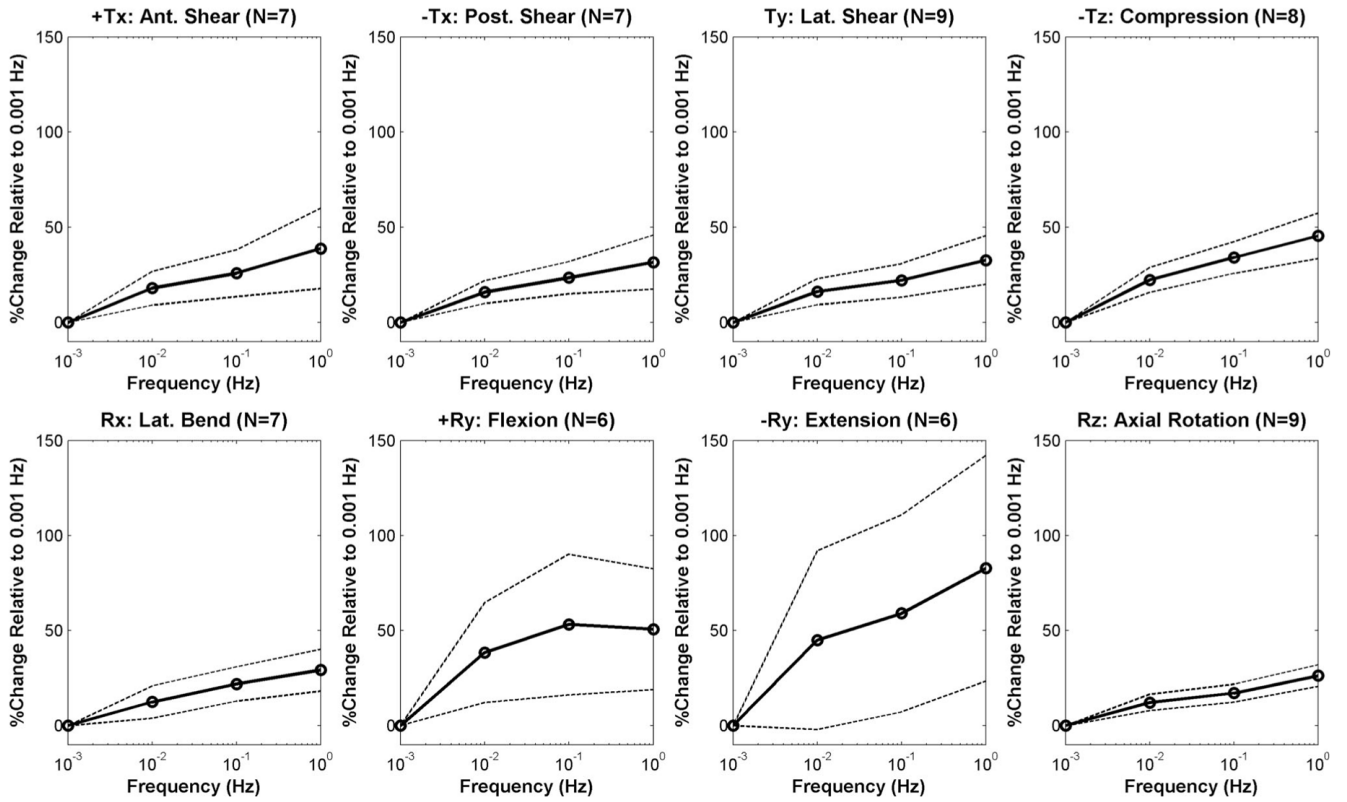 +Tx: Ant. Shear (N=7)
%Change Relative to 0.001 Hz)
150
100
50
0
10^-3
10^-2
10^-1
10^0
Frequency (Hz)
-Tx: Post. Shear (N=7)
%Change Relative to 0.001 Hz)
150
100
50
0
10^-3
10^-2
10^-1
10^0
Frequency (Hz)
Ty: Lat. Shear (N=9)
%Change Relative to 0.001 Hz)
150
100
50
0
10^-3
10^-2
10^-1
10^0
Frequency (Hz)
-Tz: Compression (N=8)
%Change Relative to 0.001 Hz)
150
100
50
0
10^-3
10^-2
10^-1
10^0
Frequency (Hz)
Rx: Lat. Bend (N=7)
%Change Relative to 0.001 Hz)
150
100
50
0
10^-3
10^-2
10^-1
10^0
Frequency (Hz)
+Ry: Flexion (N=6)
%Change Relative to 0.001 Hz)
150
100
50
0
10^-3
10^-2
10^-1
10^0
Frequency (Hz)
-Ry: Extension (N=6)
%Change Relative to 0.001 Hz)
150
100
50
0
10^-3
10^-2
10^-1
10^0
Frequency (Hz)
Rz: Axial Rotation (N=9)
%Change Relative to 0.001 Hz)
150
100
50
0
10^-3
10^-2
10^-1
10^0
Frequency (Hz)